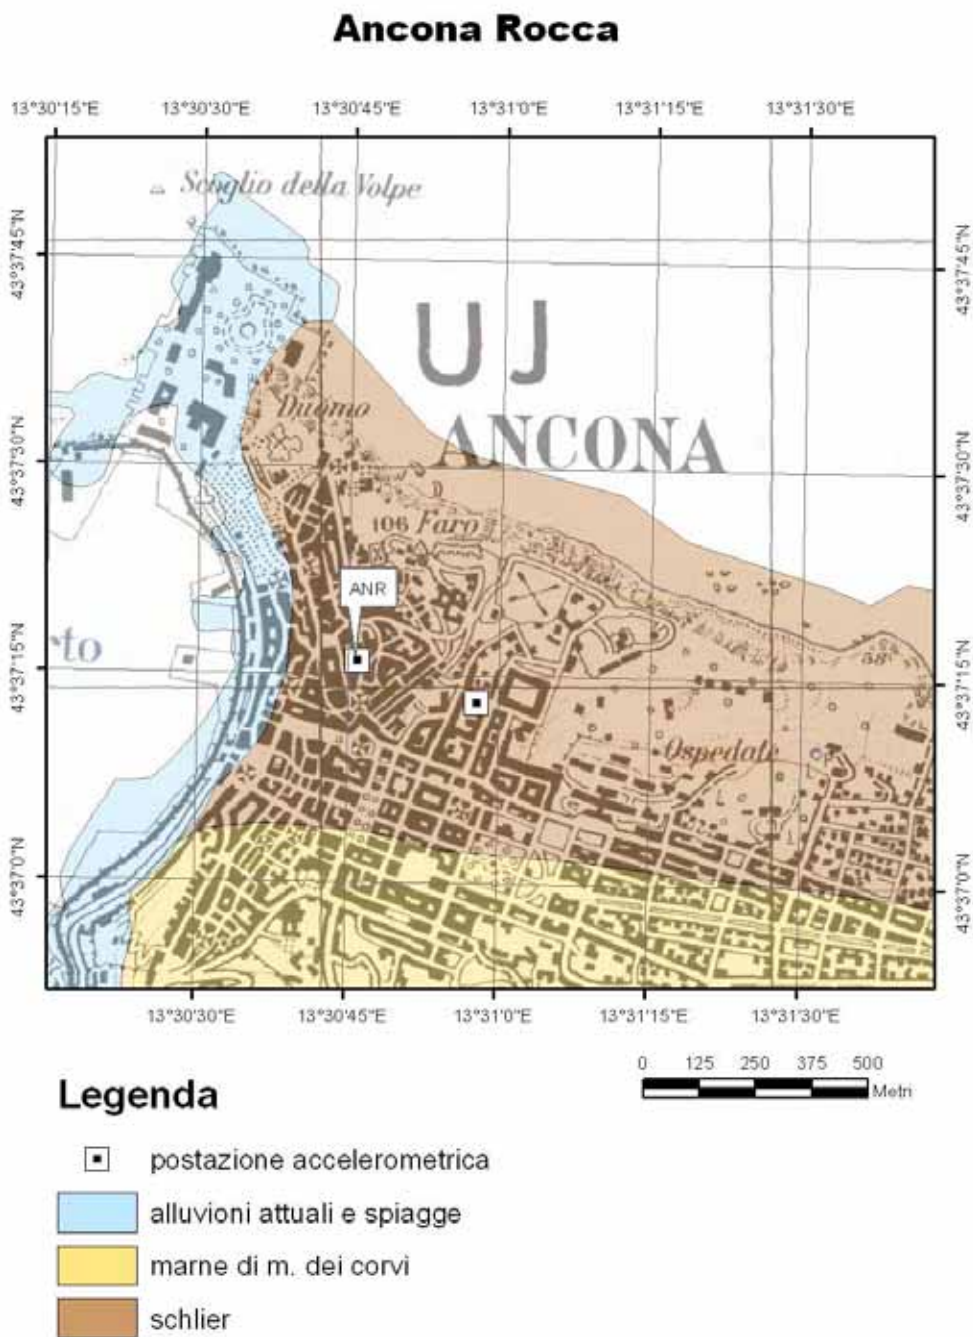 Ancona Rocca
13°30'15"E 13°30'30"E 13°30'45"E 13°31'0"E 13°31'15"E 13°31'30"E
Scoglio della Volpe
43°37'45"N
43°37'45"N
UJ
Duomo
ANCONA
43°37'30"N
43°37'30"N
106 Faro
ANR
to
58
43°37'15"N
43°37'15"N
Ospedale
43°37'0"N
43°37'0"N
13°30'30"E 13°30'45"E 13°31'0"E 13°31'15"E 13°31'30"E
0 125 250 375 500
Metri
Legenda
postazione accelerometrica
alluvioni attuali e spiagge
marne di m. dei corvi
schlier